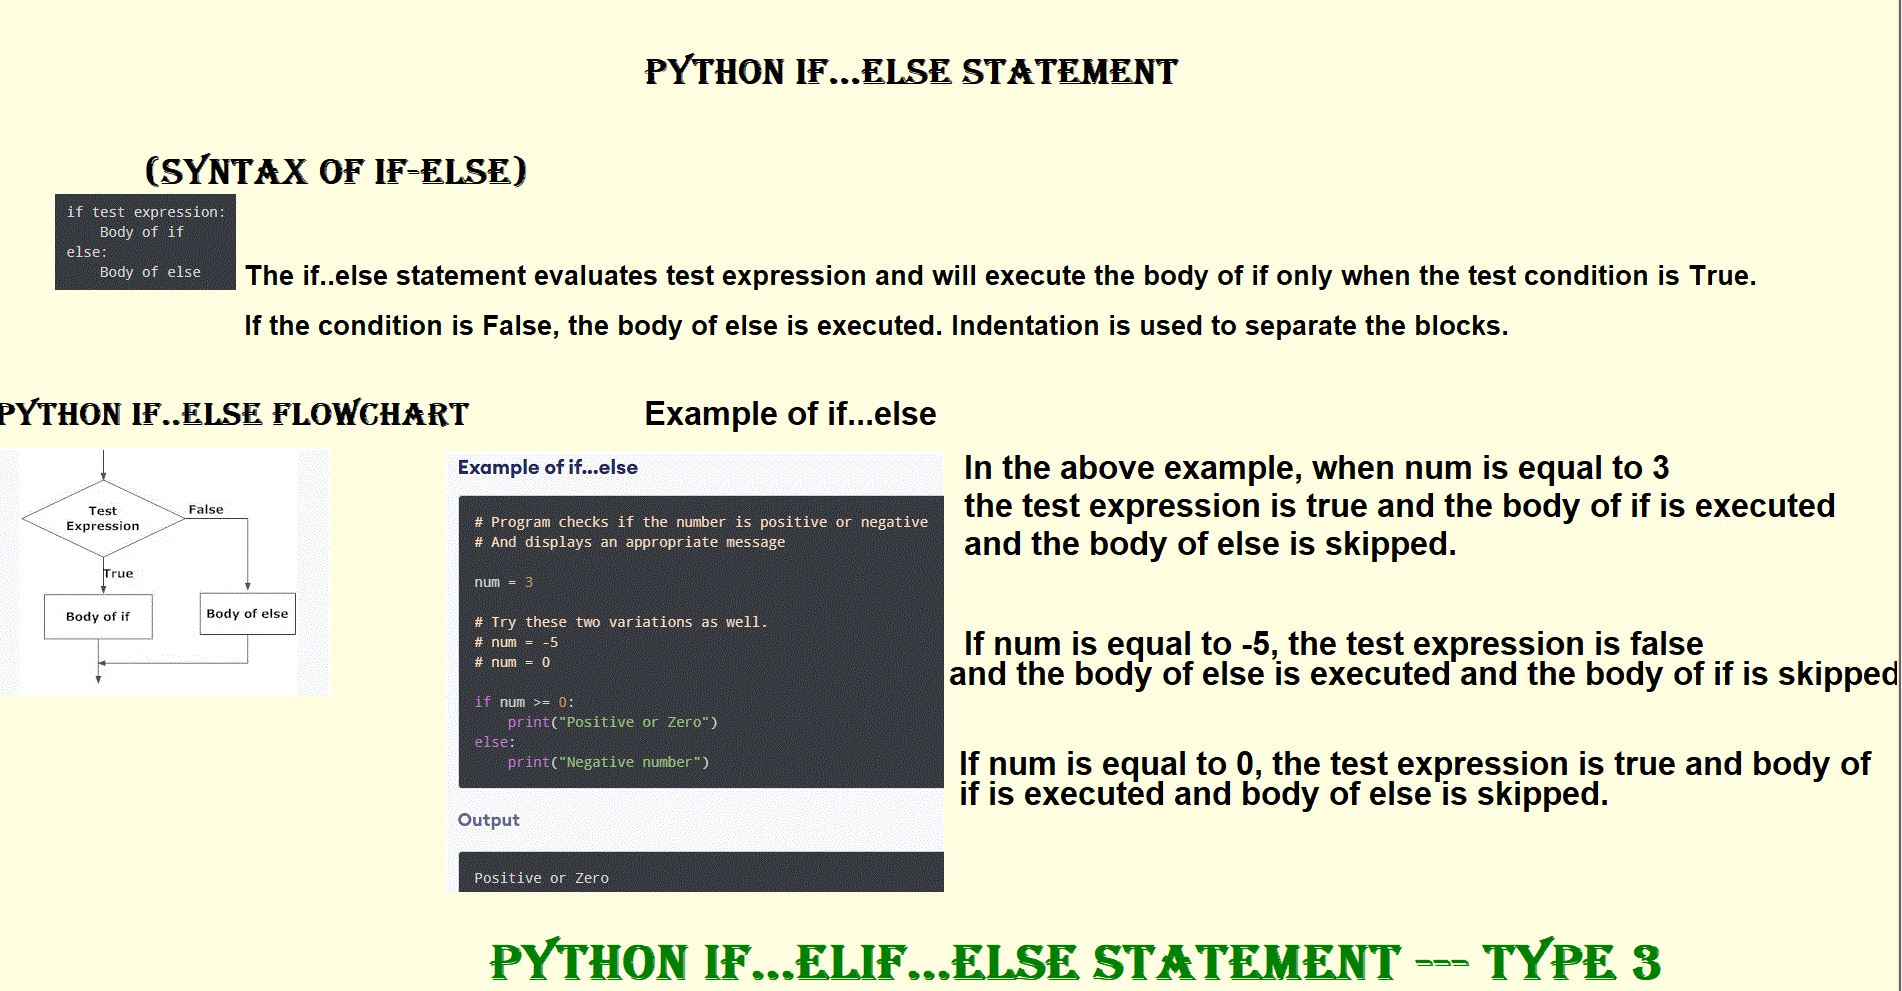 PYTHON IF...ELSE STATEMENT
(SYNTAX OF IF-ELSE)
if test expression:
    Body of if
else:
    Body of else
The if..else statement evaluates test expression and will execute the body of if only when the test condition is True.
If the condition is False, the body of else is executed. Indentation is used to separate the blocks.
PYTHON IF..ELSE FLOWCHART
Test
Expression
False
True
Body of if
Body of else
Example of if...else
Example of if...else
# Program checks if the number is positive or negative
# And displays an appropriate message
num = 3
# Try these two variations as well.
# num = -5
# num = 0
if num >= 0:
    print("Positive or Zero")
else:
    print("Negative number")
Output
Positive or Zero
In the above example, when num is equal to 3
the test expression is true and the body of if is executed
and the body of else is skipped.
If num is equal to -5, the test expression is false
and the body of else is executed and the body of if is skipped
If num is equal to 0, the test expression is true and body of
if is executed and body of else is skipped.
PYTHON IF...ELIF...ELSE STATEMENT --- TYPE 3